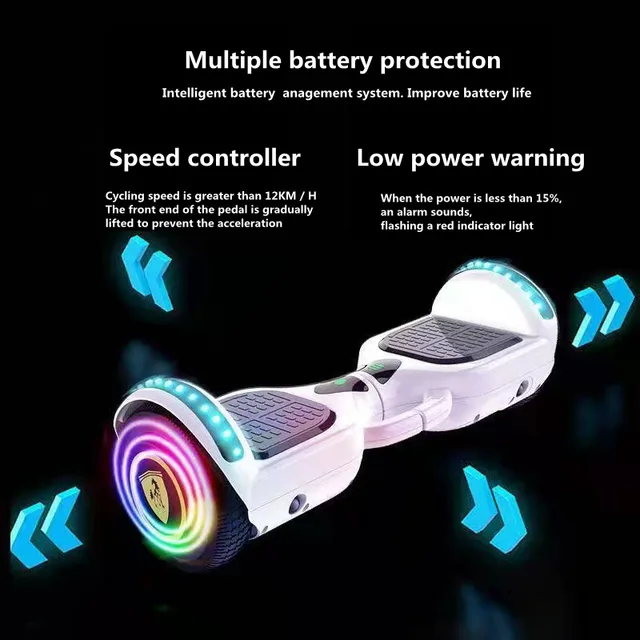 Multiple battery protection
Intelligent battery anagement system. Improve battery life
Speed controller
Cycling speed is greater than 12KM / H
The front end of the pedal is gradually
lifted to prevent the acceleration
Low power warning
When the power is less than 15%,
an alarm sounds,
flashing a red indicator light